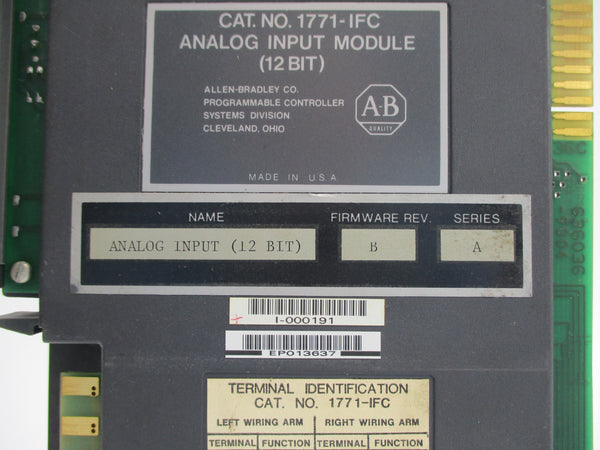 CAT. NO. 1771-IFC
ANALOG INPUT MODULE
(12 BIT)
ALLEN-BRADLEY CO.
PROGRAMMABLE CONTROLLER
SYSTEMS DIVISION
CLEVELAND, OHIO
A-B
QUALITY
MADE IN U.S.A.
NAME FIRMWARE REV. SERIES
ANALOG INPUT (12 BIT) B A
I-000191
EP013637
TERMINAL IDENTIFICATION
CAT. NO. 1771-IFC
LEFT WIRING ARM RIGHT WIRING ARM
TERMINAL FUNCTION TERMINAL FUNCTION